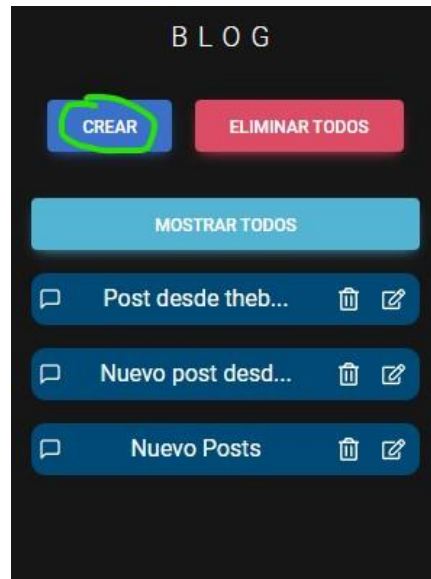 BLOG
CREAR ELIMINAR TODOS
MOSTRAR TODOS
Post desde theb...
Nuevo post desd...
Nuevo Posts